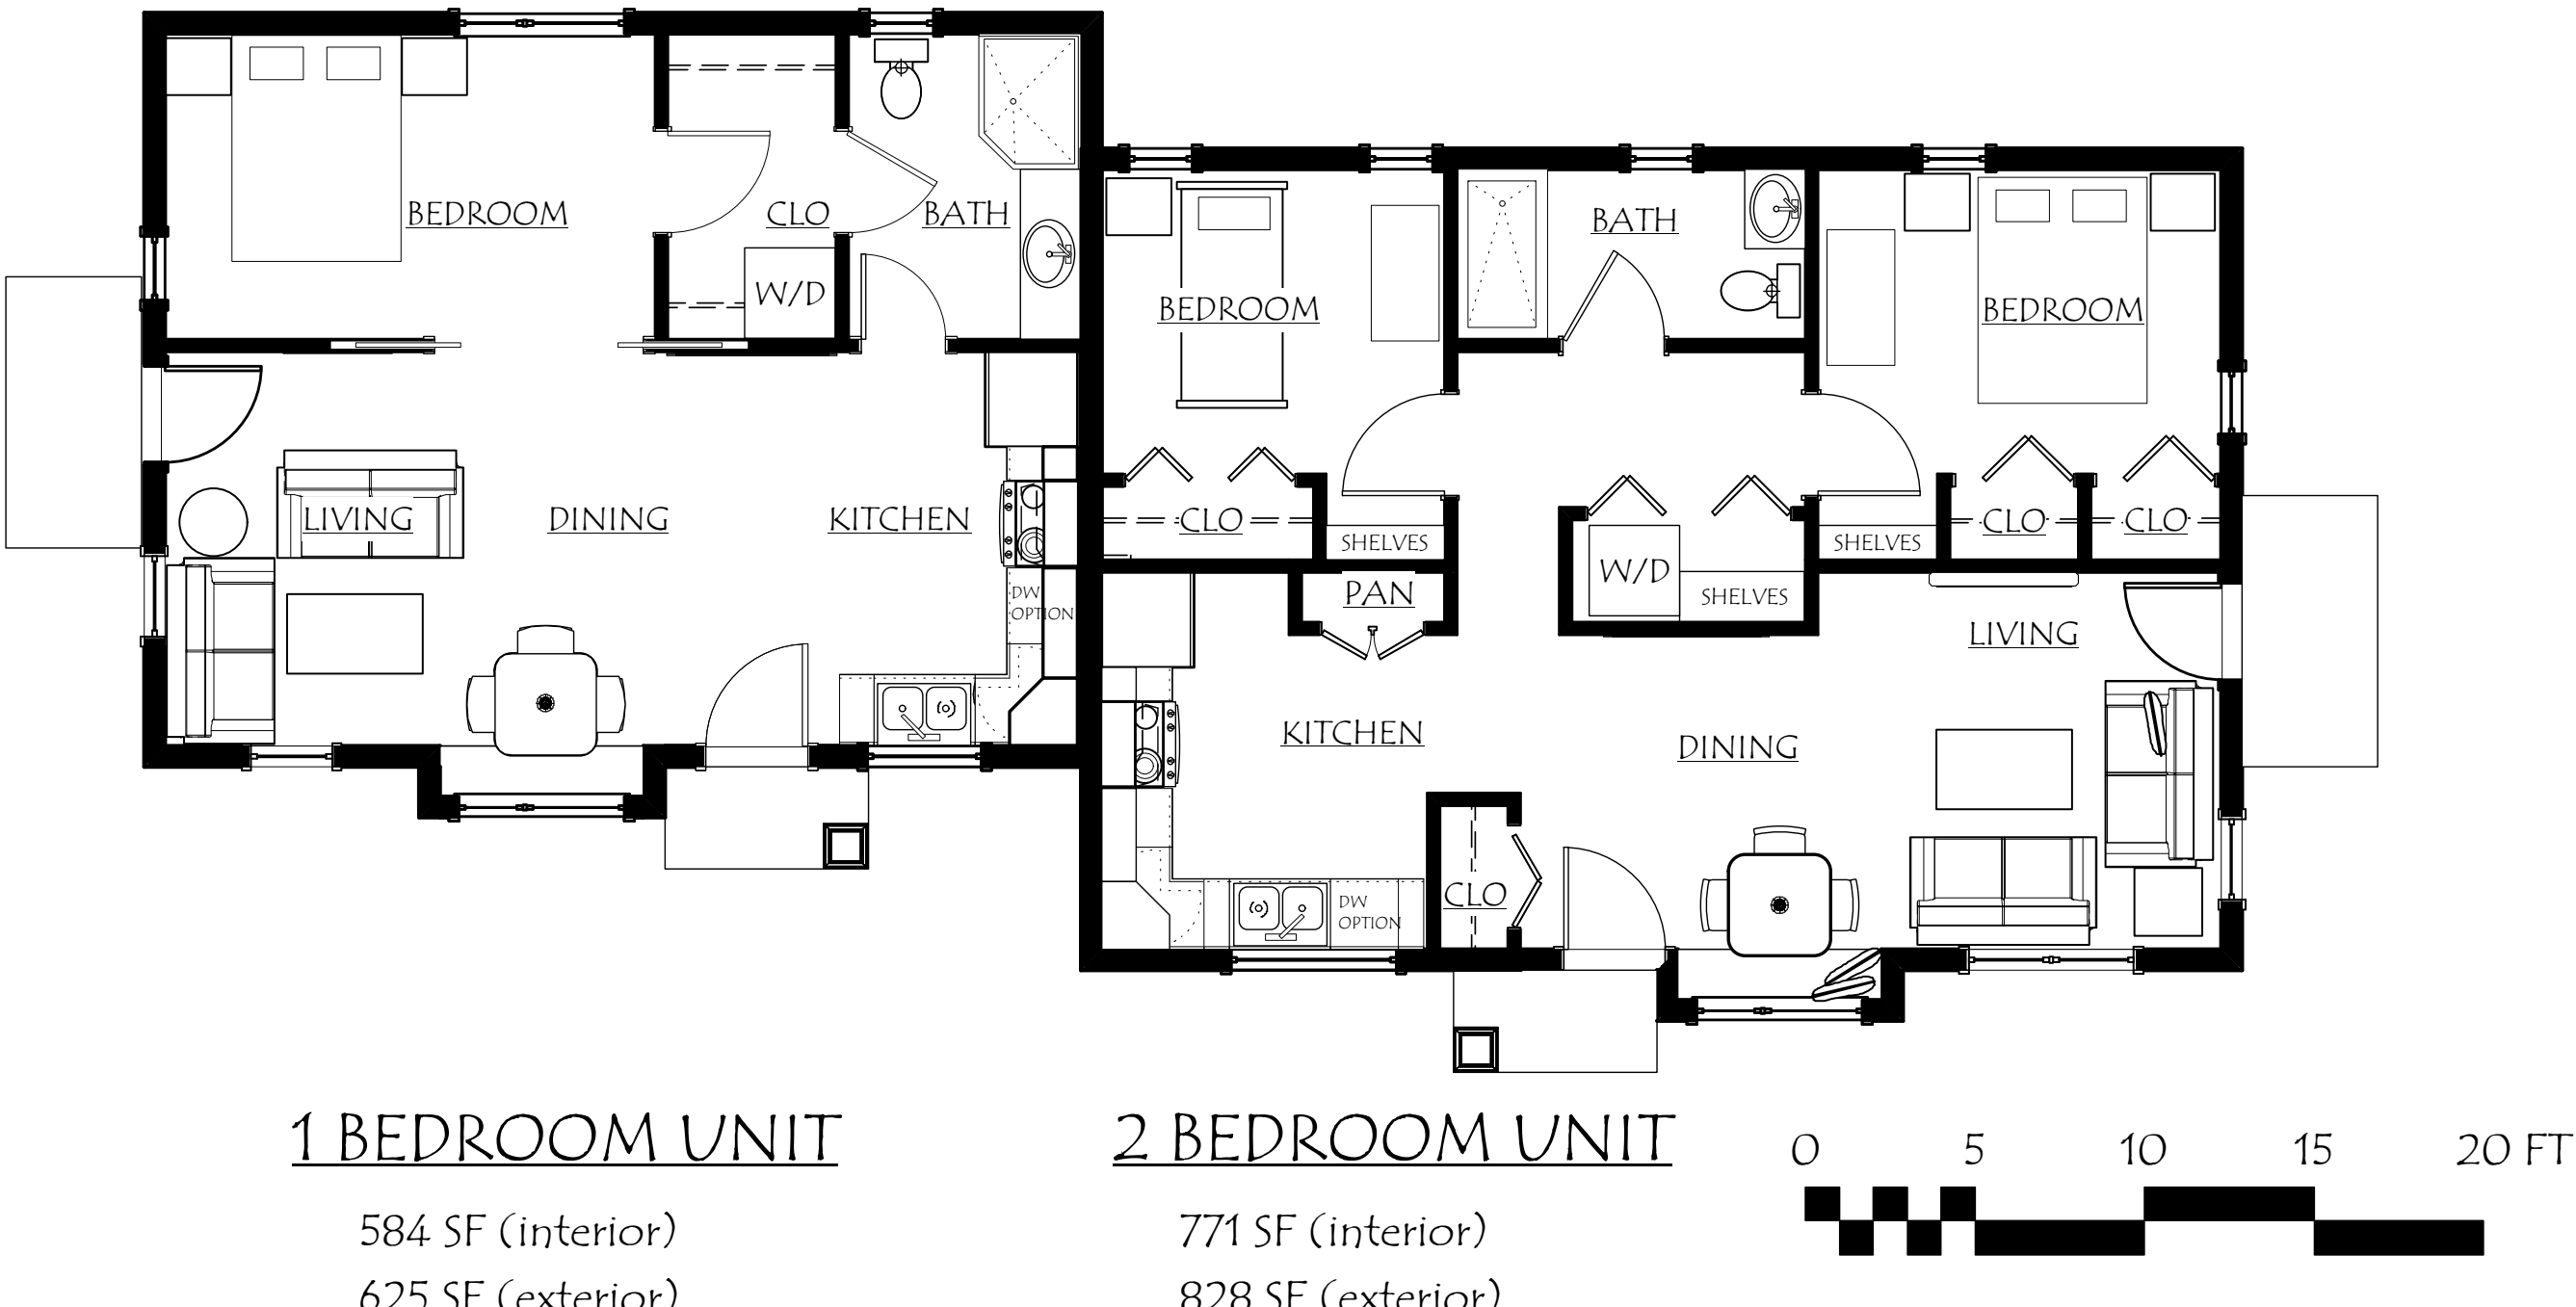 BEDROOM
CLO
BATH
W/D
LIVING
DINING
KITCHEN
DW
OPTION
BEDROOM
BATH
BEDROOM
CLO
SHELVES
W/D
SHELVES
SHELVES
CLO
CLO
PAN
LIVING
KITCHEN
DINING
CLO
DW
OPTION
1 BEDROOM UNIT
584 SF (interior)
625 SF (exterior)
2 BEDROOM UNIT
771 SF (interior)
828 SF (exterior)
0 5 10 15 20 FT